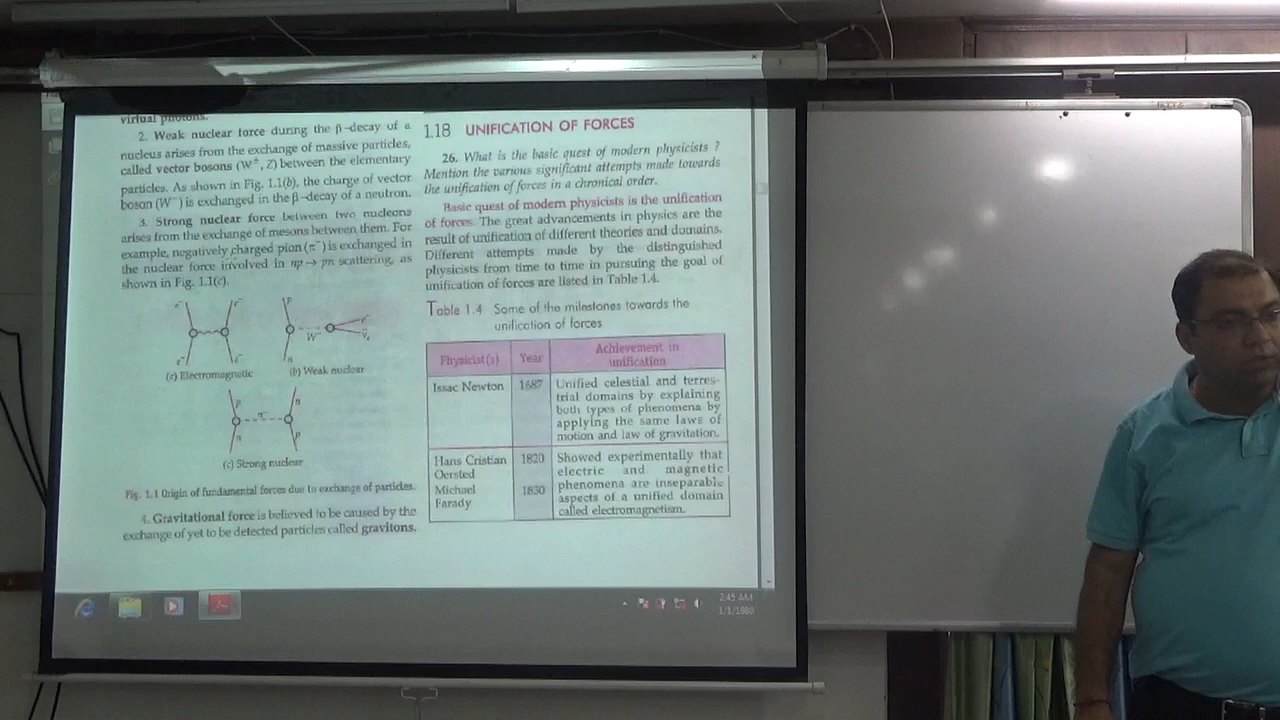 virtual photons.
2. Weak nuclear force during the β-decay of a
nucleus arises from the exchange of massive particles,
called vector bosons (W±, Z) between the elementary
particles. As shown in Fig. 1.1(b), the charge of vector
boson (W⁻) is exchanged in the β-decay of a neutron.
3. Strong nuclear force between two nucleons
arises from the exchange of mesons between them. For
example, negatively charged pion (π⁻) is exchanged in
the nuclear force involved in np → pn scattering, as
shown in Fig. 1.1(c).
e⁻ e⁻ p
W⁻ e⁻
e⁻ e⁻ n
(a) Electromagnetic (b) Weak nuclear
p n
π⁻
n p
(c) Strong nuclear
Fig. 1.1 Origin of fundamental forces due to exchange of particles.
4. Gravitational force is believed to be caused by the
exchange of yet to be detected particles called gravitons.
1.18 UNIFICATION OF FORCES
26. What is the basic quest of modern physicists ?
Mention the various significant attempts made towards
the unification of forces in a chronical order.
Basic quest of modern physicists is the unification
of forces. The great advancements in physics are the
result of unification of different theories and domains.
Different attempts made by the distinguished
physicists from time to time in pursuing the goal of
unification of forces are listed in Table 1.4.
Table 1.4 Some of the milestones towards the
unification of forces
Physicist(s) Year Achievement in
unification
Issac Newton 1687 Unified celestial and terres-
trial domains by explaining
both types of phenomena by
applying the same laws of
motion and law of gravitation.
Hans Cristian 1820 Showed experimentally that
Oersted electric and magnetic
Michael 1830 phenomena are inseparable
Farady aspects of a unified domain
called electromagnetism.
2:45 AM
1/1/1980